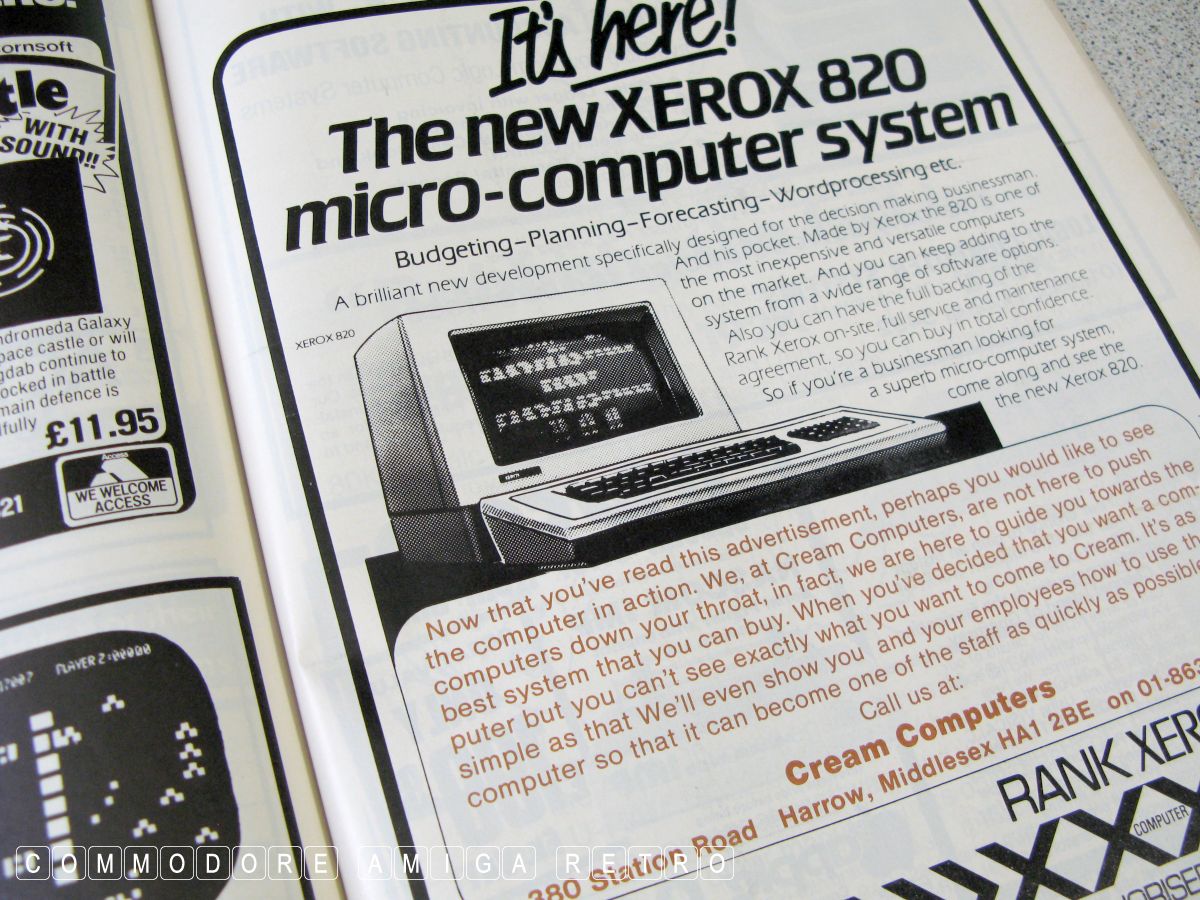 ornsoft
tle
WITH
SOUND!!
ndromeda Galaxy
pace castle or will
gdab continue to
ocked in battle
main defence is
fully £11.95
Access
WE WELCOME
ACCESS
21
PLAYER 2:00000
It's here!
The new XEROX 820
micro-computer system
Budgeting–Planning–Forecasting–Wordprocessing etc.
A brilliant new development specifically designed for the decision making businessman.
And his pocket. Made by Xerox the 820 is one of
the most inexpensive and versatile computers
on the market. And you can keep adding to the
system from a wide range of software options.
Also you can have the full backing of the
Rank Xerox on-site, full service and maintenance
agreement, so you can buy in total confidence.
So if you're a businessman looking for
a superb micro-computer system,
come along and see the
the new Xerox 820.
XEROX 820
Now that you've read this advertisement, perhaps you would like to see
the computer in action. We, at Cream Computers, are not here to push
computers down your throat, in fact, we are here to guide you towards the
best system that you can buy. When you've decided that you want a com
puter but you can't see exactly what you want to come to Cream. It's as
simple as that We'll even show you and your employees how to use the
computer so that it can become one of the staff as quickly as possible
Call us at:
Cream Computers
380 Station Road Harrow, Middlesex HA1 2BE on 01-863
RANK XER
COMPUTER
ORISE
COMMODORE AMIGA RETRO